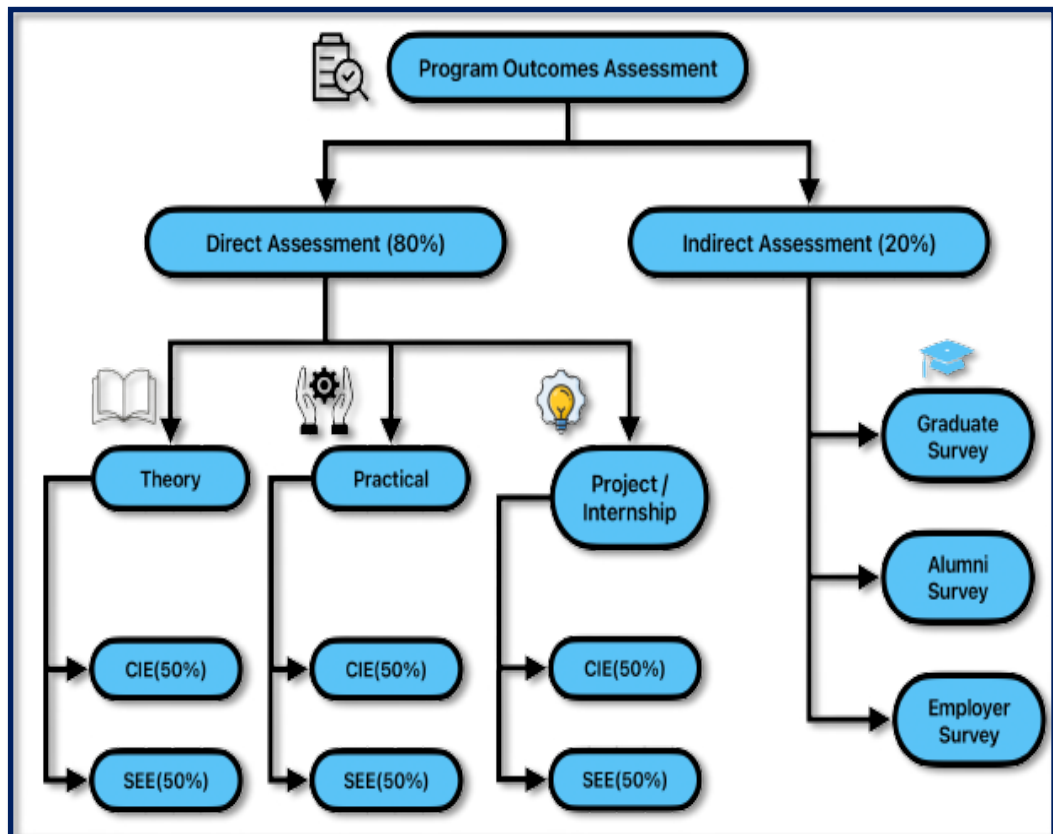 Program Outcomes Assessment
Direct Assessment (80%)
Indirect Assessment (20%)
Theory
Practical
Project /
Internship
Graduate
Survey
Alumni
Survey
CIE(50%)
CIE(50%)
CIE(50%)
Employer
Survey
SEE(50%)
SEE(50%)
SEE(50%)